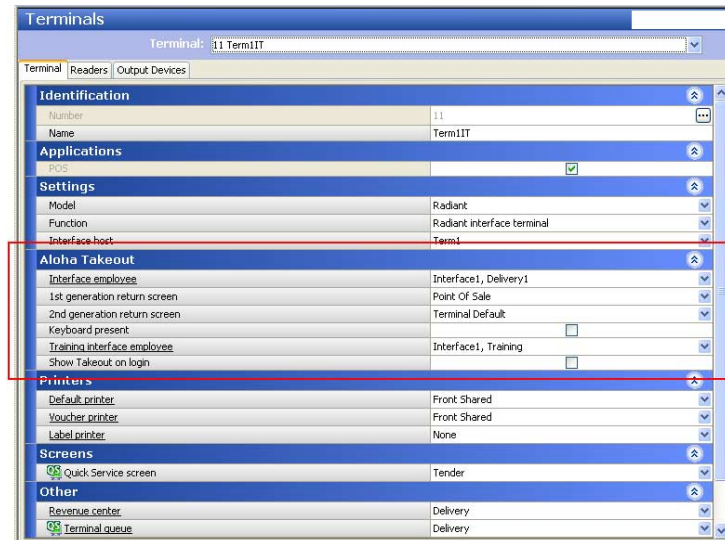 Terminals
Terminal: 11 Term1IT
Terminal Readers Output Devices
Identification
Number 11
Name Term1IT
Applications
POS
Settings
Model Radiant
Function Radiant interface terminal
Interface host Term1
Aloha Takeout
Interface employee Interface1, Delivery1
1st generation return screen Point Of Sale
2nd generation return screen Terminal Default
Keyboard present
Training interface employee Interface1, Training
Show Takeout on login
Printers
Default printer Front Shared
Voucher printer Front Shared
Label printer None
Screens
QS Quick Service screen Tender
Other
Revenue center Delivery
QS Terminal queue Delivery